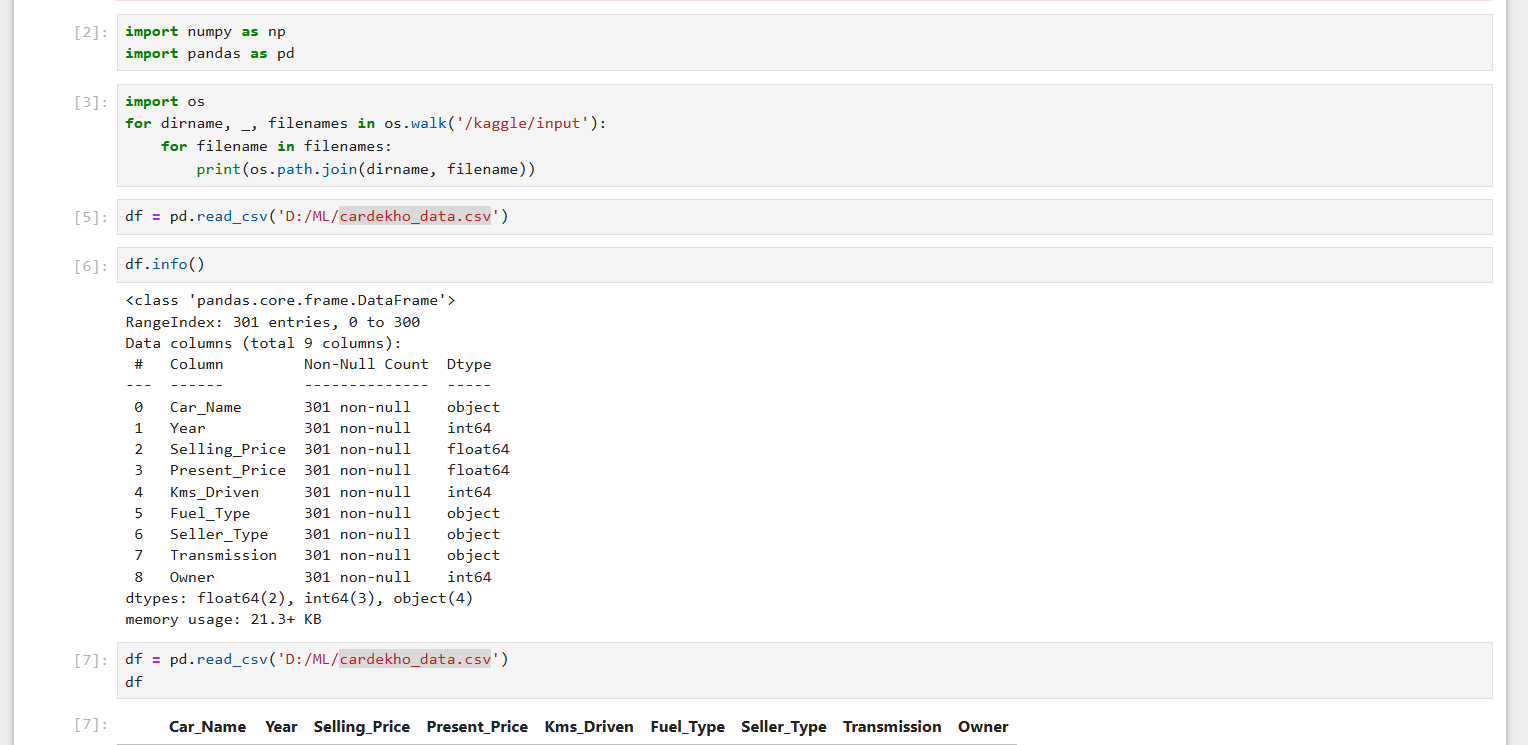 [2]: import numpy as np
import pandas as pd
[3]: import os
for dirname, _, filenames in os.walk('/kaggle/input'):
    for filename in filenames:
        print(os.path.join(dirname, filename))
[5]: df = pd.read_csv('D:/ML/cardekho_data.csv')
[6]: df.info()
<class 'pandas.core.frame.DataFrame'>
RangeIndex: 301 entries, 0 to 300
Data columns (total 9 columns):
 #   Column         Non-Null Count  Dtype
---  ------         --------------  -----
 0   Car_Name       301 non-null    object
 1   Year           301 non-null    int64
 2   Selling_Price  301 non-null    float64
 3   Present_Price  301 non-null    float64
 4   Kms_Driven     301 non-null    int64
 5   Fuel_Type      301 non-null    object
 6   Seller_Type    301 non-null    object
 7   Transmission   301 non-null    object
 8   Owner          301 non-null    int64
dtypes: float64(2), int64(3), object(4)
memory usage: 21.3+ KB
[7]: df = pd.read_csv('D:/ML/cardekho_data.csv')
df
[7]: Car_Name Year Selling_Price Present_Price Kms_Driven Fuel_Type Seller_Type Transmission Owner